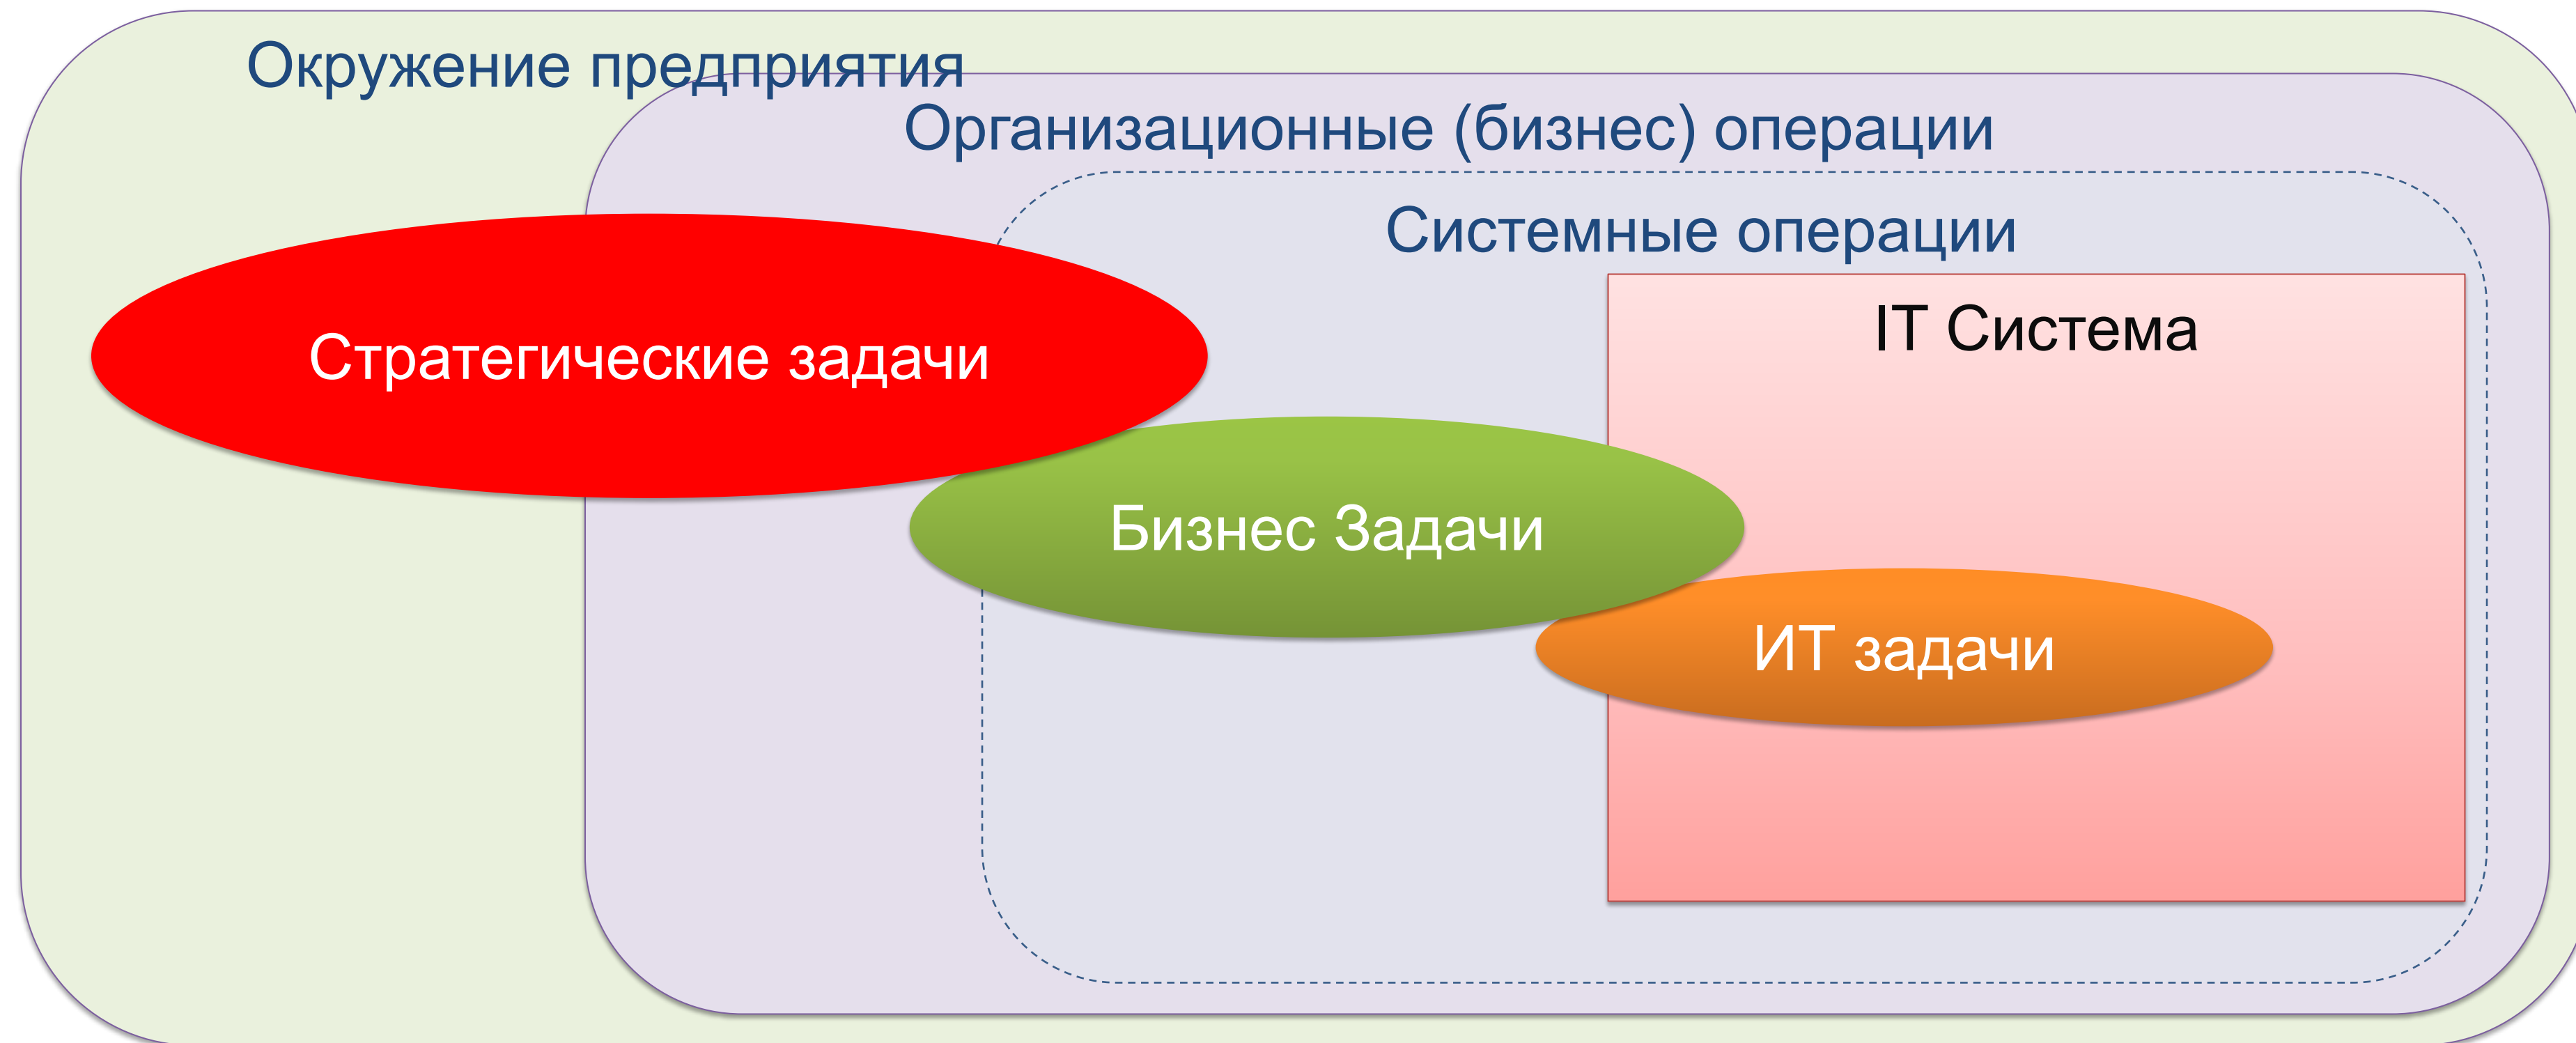 Окружение предприятия
Организационные (бизнес) операции
Системные операции
IT Система
Стратегические задачи
Бизнес Задачи
ИТ задачи